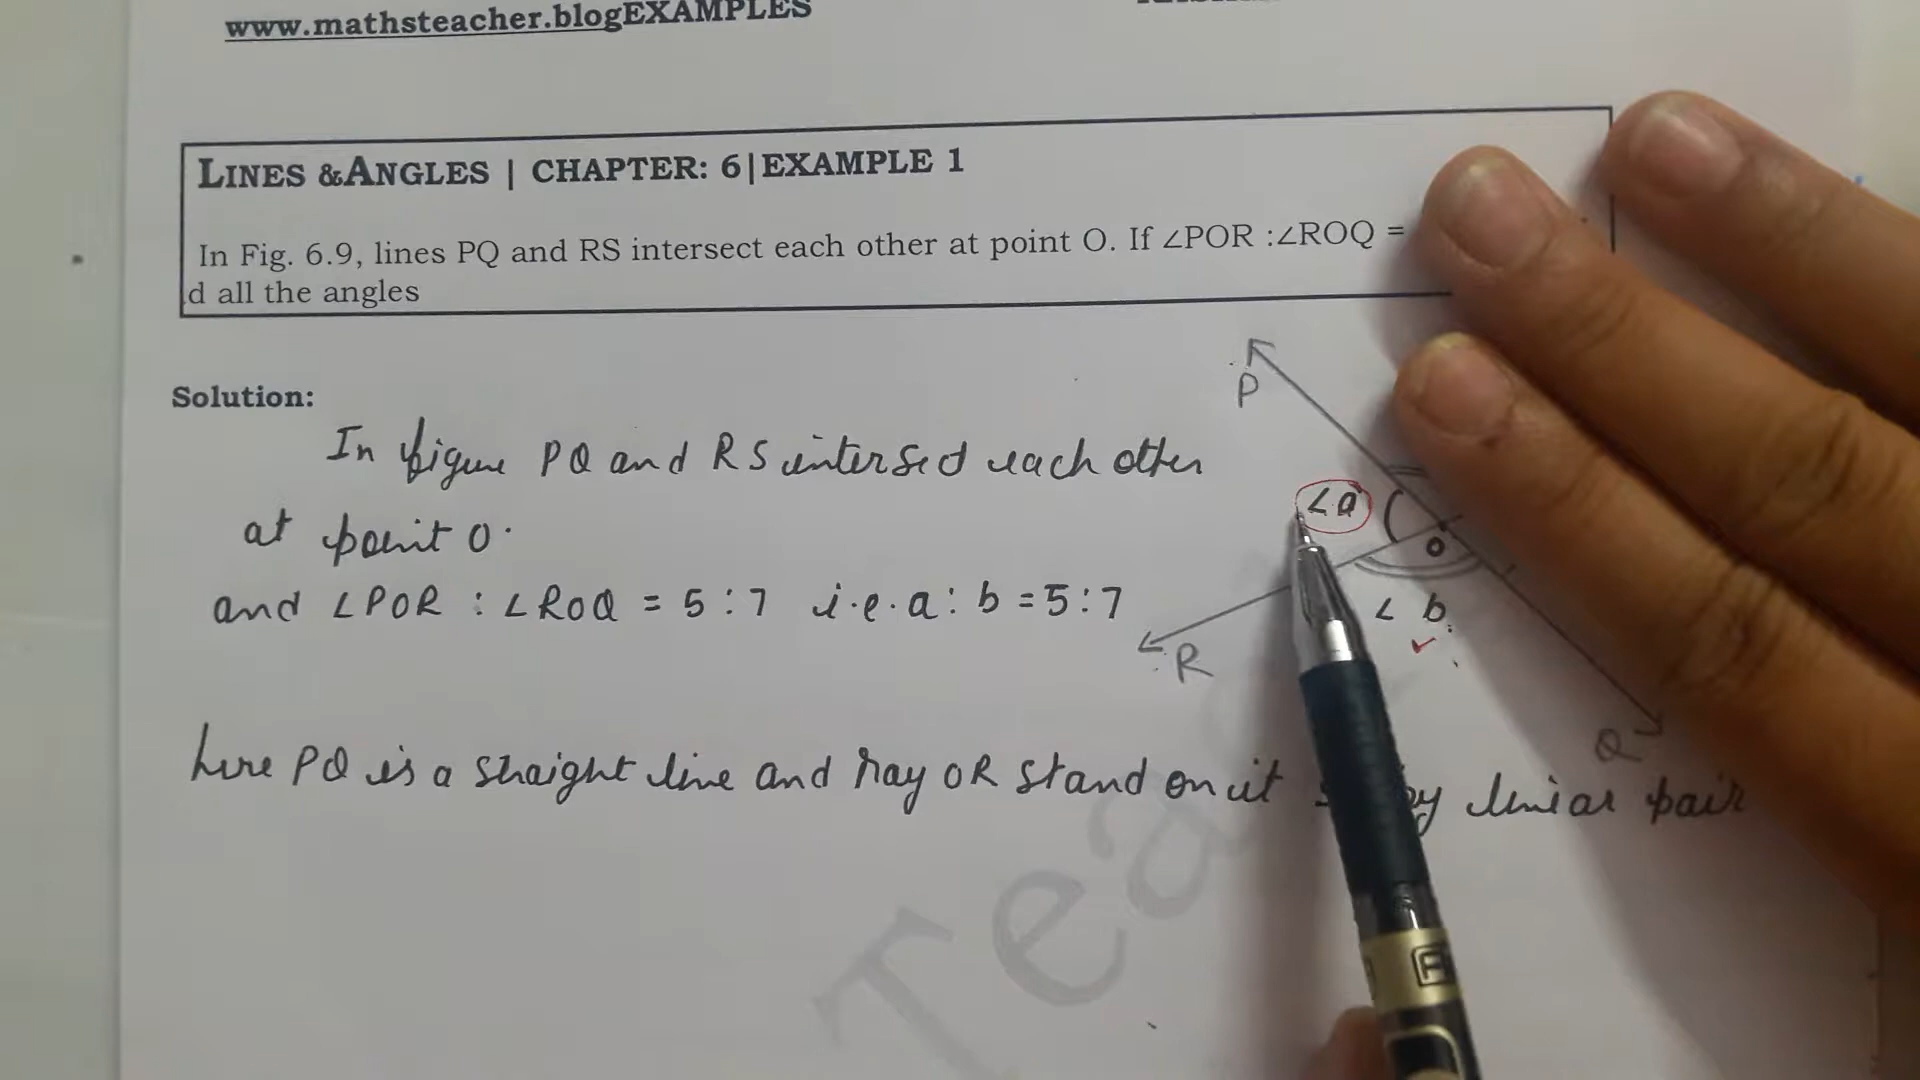 www.mathsteacher.blogEXAMPLES
LINES &ANGLES | CHAPTER: 6|EXAMPLE 1
In Fig. 6.9, lines PQ and RS intersect each other at point O. If ∠POR :∠ROQ =
d all the angles
P
Solution:
In figure PQ and RS intersect each other
∠a
at point O.
O
and ∠POR : ∠ROQ = 5:7 i.e. a: b = 5:7
∠ b
R
Q
here PQ is a straight line and ray OR stand on it by linear pair
Tea